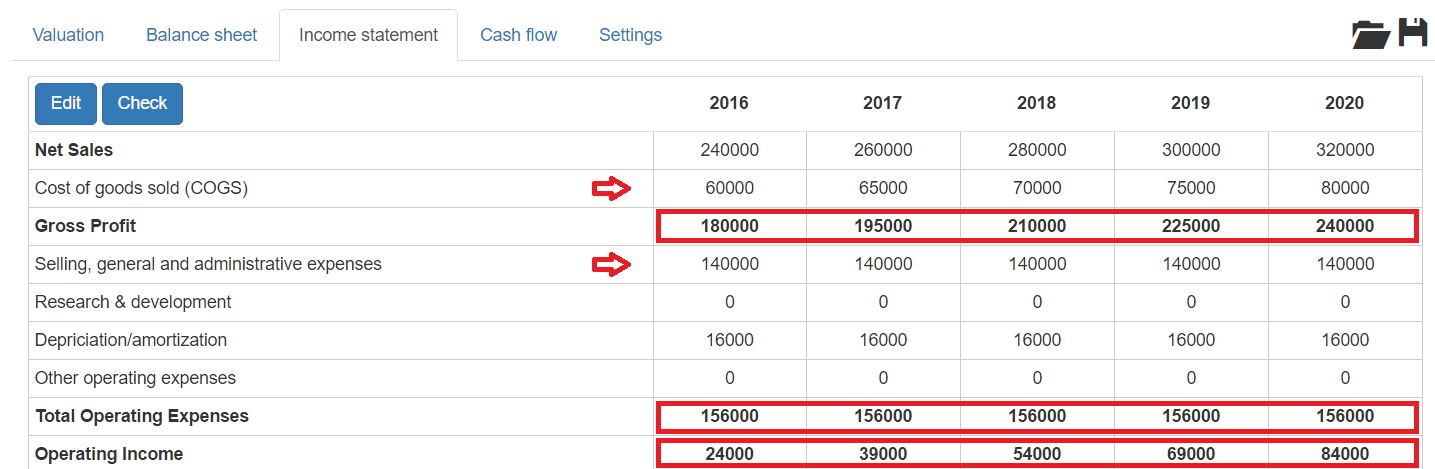 Valuation Balance sheet Income statement Cash flow Settings
Edit Check 2016 2017 2018 2019 2020
Net Sales 240000 260000 280000 300000 320000
Cost of goods sold (COGS) 60000 65000 70000 75000 80000
Gross Profit 180000 195000 210000 225000 240000
Selling, general and administrative expenses 140000 140000 140000 140000 140000
Research & development 0 0 0 0 0
Depriciation/amortization 16000 16000 16000 16000 16000
Other operating expenses 0 0 0 0 0
Total Operating Expenses 156000 156000 156000 156000 156000
Operating Income 24000 39000 54000 69000 84000